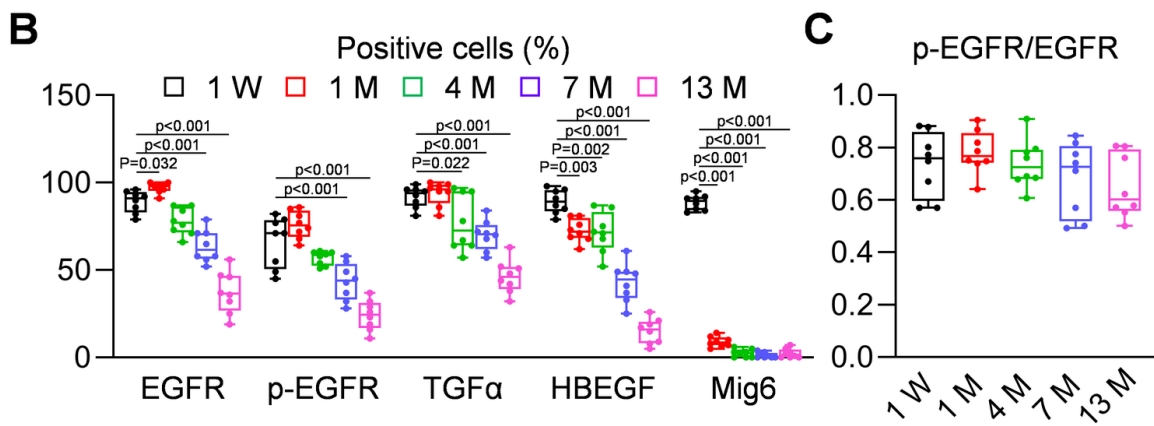 B
Positive cells (%)
1 W 1 M 4 M 7 M 13 M
150
100
50
0
p<0.001
p<0.001
P=0.032
p<0.001
p<0.001
p<0.001
p<0.001
P=0.022
p<0.001
p<0.001
P=0.002
P=0.003
p<0.001
p<0.001
p<0.001
p<0.001
EGFR p-EGFR TGFα HBEGF Mig6
C
p-EGFR/EGFR
1.0
0.8
0.6
0.4
0.2
0.0
1 W 1 M 4 M 7 M 13 M